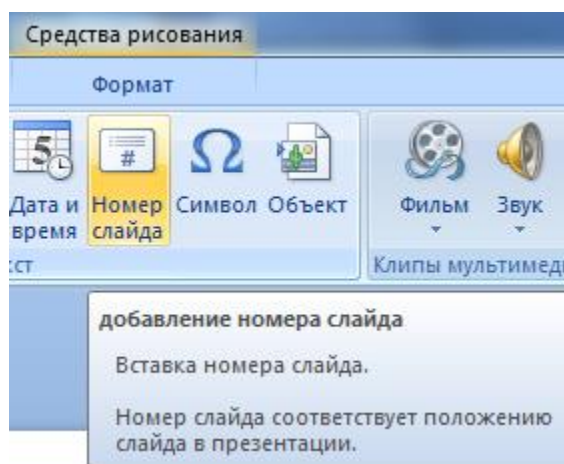 Средства рисования
Формат
5
#
Ω
Дата и время
Номер слайда
Символ
Объект
Фильм
Звук
Клипы мультимед
добавление номера слайда
Вставка номера слайда.
Номер слайда соответствует положению
слайда в презентации.